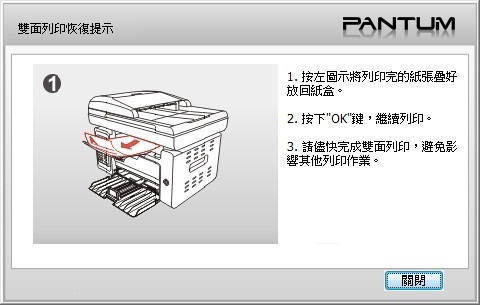 雙面列印恢復提示
PANTUM
1
1. 按左圖示將列印完的紙張疊好
放回紙盒。
2. 按下"OK"鍵，繼續列印。
3. 請儘快完成雙面列印，避免影
響其他列印作業。
關閉